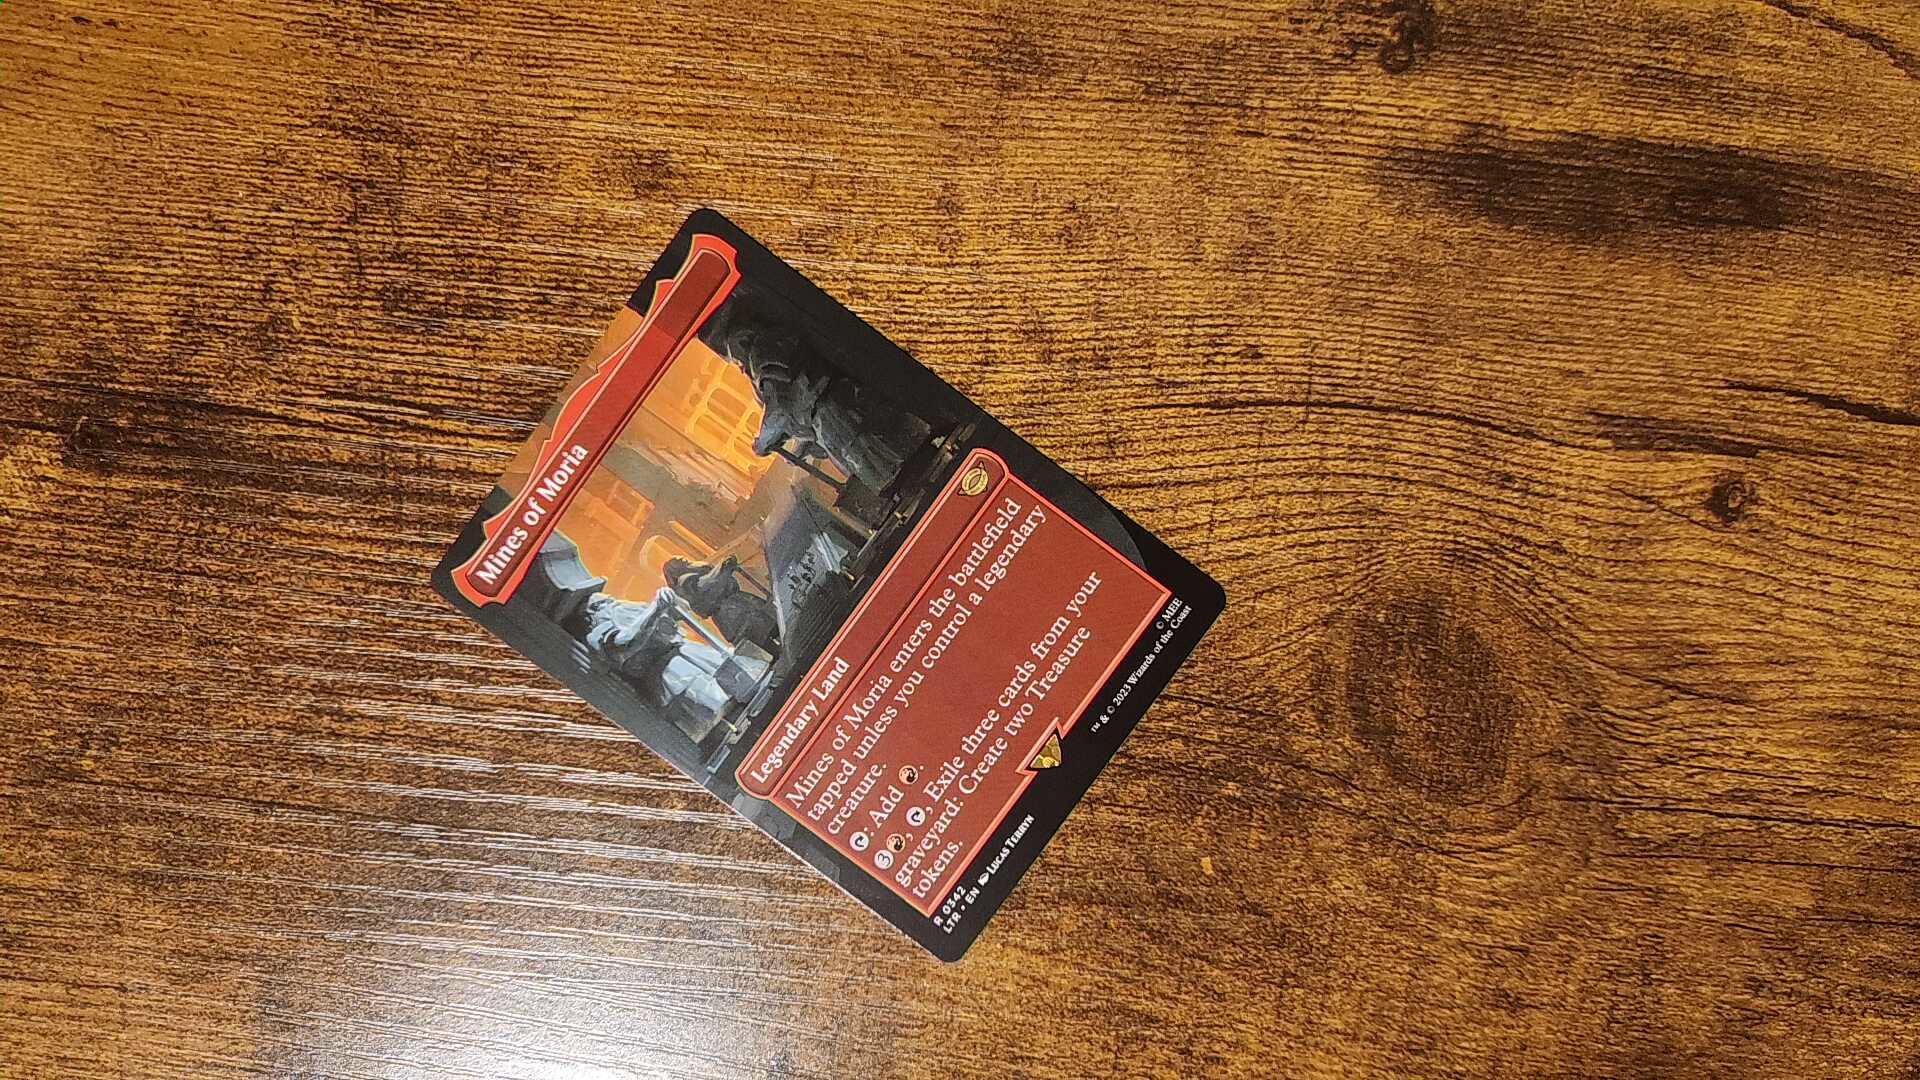 Mines of Moria
Legendary Land
Mines of Moria enters the battlefield
tapped unless you control a legendary
creature.
: Add .
3, , Exile three cards from your
graveyard: Create two Treasure
tokens.
R 0342
LTR • EN LUCAS TERRYN
© MEE
™ & © 2023 Wizards of the Coast